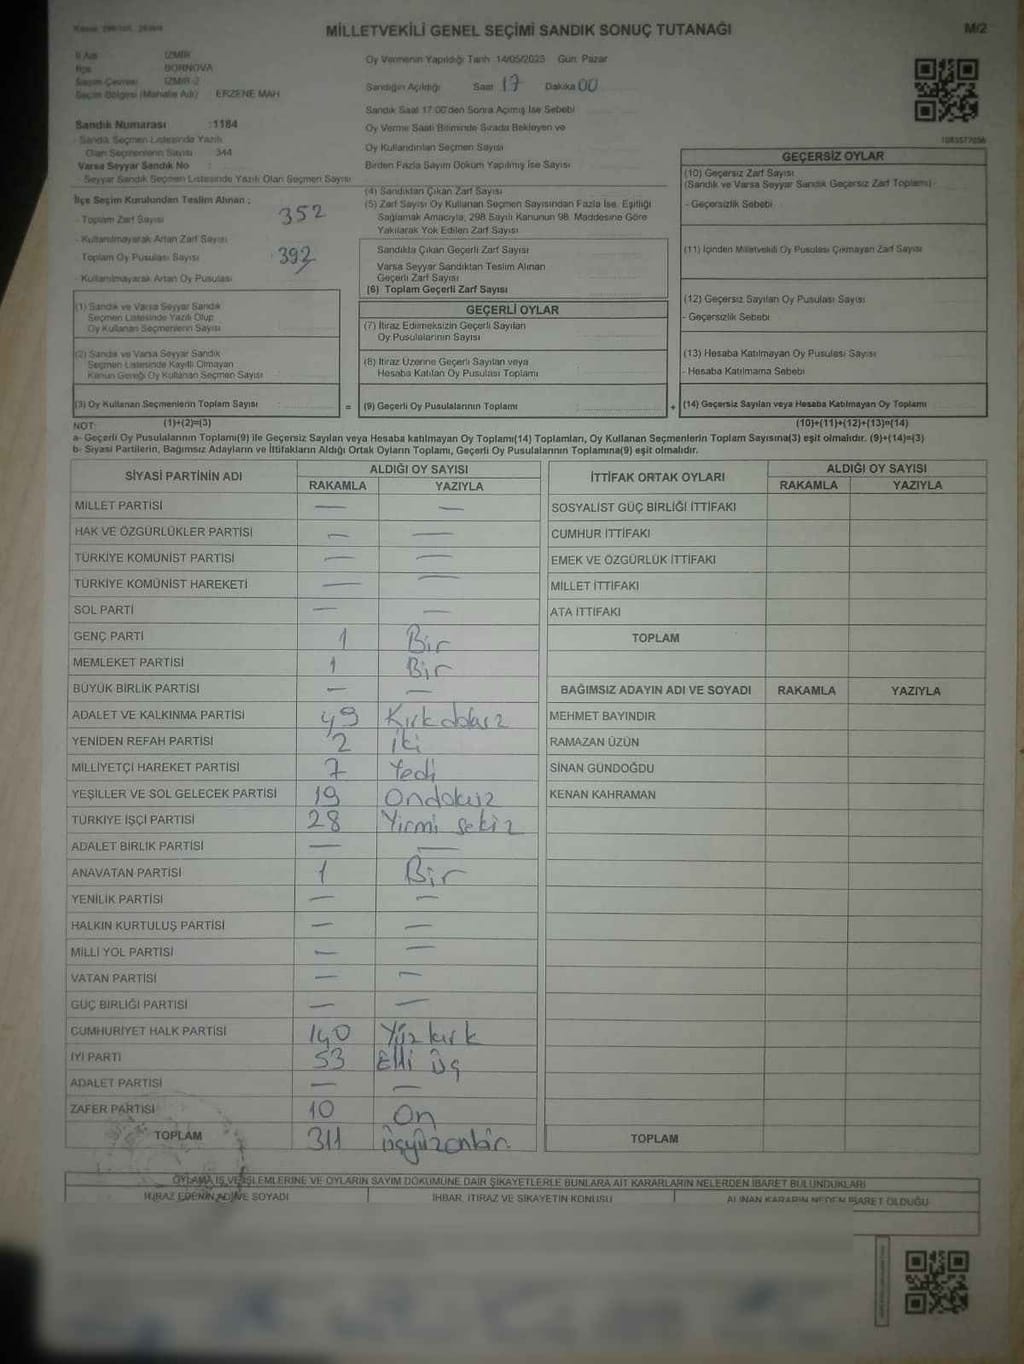 MİLLETVEKİLİ GENEL SEÇİMİ SANDIK SONUÇ TUTANAĞI
M/2
İl Adı İZMİR
İlçe BORNOVA
Seçim Çevresi İZMİR-2
Seçim Bölgesi (Mahalle Adı) ERZENE MAH
Sandık Numarası :1184
Sandık Seçmen Listesinde Yazılı
Olan Seçmenlerin Sayısı 344
Varsa Seyyar Sandık No :
Seyyar Sandık Seçmen Listesinde Yazılı Olan Seçmen Sayısı
İlçe Seçim Kurulundan Teslim Alınan ;
- Toplam Zarf Sayısı 352
- Kullanılmayarak Artan Zarf Sayısı
Toplam Oy Pusulası Sayısı 392
- Kullanılmayarak Artan Oy Pusulası
(1) Sandık ve Varsa Seyyar Sandık
Seçmen Listesinde Yazılı Olup
Oy Kullanan Seçmenlerin Sayısı
(2) Sandık ve Varsa Seyyar Sandık
Seçmen Listesinde Kayıtlı Olmayan
Kanun Gereği Oy Kullanan Seçmen Sayısı
(3) Oy Kullanan Seçmenlerin Toplam Sayısı
Oy Vermenin Yapıldığı Tarih 14/05/2023 Gün: Pazar
Sandığın Açıldığı Saat 17 Dakika 00
Sandık Saat 17:00'den Sonra Açılmış İse Sebebi
Oy Verme Saati Bitiminde Sırada Bekleyen ve
Oy Kullandırılan Seçmen Sayısı
Birden Fazla Sayım Döküm Yapılmış İse Sayısı
(4) Sandıktan Çıkan Zarf Sayısı
(5) Zarf Sayısı Oy Kullanan Seçmen Sayısından Fazla İse, Eşitliği
Sağlamak Amacıyla, 298 Sayılı Kanunun 98. Maddesine Göre
Yakılarak Yok Edilen Zarf Sayısı
Sandıkta Çıkan Geçerli Zarf Sayısı
Varsa Seyyar Sandıktan Teslim Alınan
Geçerli Zarf Sayısı
(6) Toplam Geçerli Zarf Sayısı
GEÇERLİ OYLAR
(7) İtiraz Edilmeksizin Geçerli Sayılan
Oy Pusulalarının Sayısı
(8) İtiraz Üzerine Geçerli Sayılan veya
Hesaba Katılan Oy Pusulası Toplamı
= (9) Geçerli Oy Pusulalarının Toplamı
1083577056
GEÇERSİZ OYLAR
(10) Geçersiz Zarf Sayısı
(Sandık ve Varsa Seyyar Sandık Geçersiz Zarf Toplamı)
- Geçersizlik Sebebi
(11) İçinden Milletvekili Oy Pusulası Çıkmayan Zarf Sayısı
(12) Geçersiz Sayılan Oy Pusulası Sayısı
- Geçersizlik Sebebi
(13) Hesaba Katılmayan Oy Pusulası Sayısı
- Hesaba Katılmama Sebebi
+ (14) Geçersiz Sayılan veya Hesaba Katılmayan Oy Toplamı
NOT: (1)+(2)=(3) (10)+(11)+(12)+(13)=(14)
a- Geçerli Oy Pusulalarının Toplamı(9) ile Geçersiz Sayılan veya Hesaba katılmayan Oy Toplamı(14) Toplamları, Oy Kullanan Seçmenlerin Toplam Sayısına(3) eşit olmalıdır. (9)+(14)=(3)
b- Siyasi Partilerin, Bağımsız Adayların ve İttifakların Aldığı Ortak Oyların Toplamı, Geçerli Oy Pusulalarının Toplamına(9) eşit olmalıdır.
SİYASİ PARTİNİN ADI ALDIĞI OY SAYISI
RAKAMLA YAZIYLA
MİLLET PARTİSİ — —
HAK VE ÖZGÜRLÜKLER PARTİSİ — —
TÜRKİYE KOMÜNİST PARTİSİ — —
TÜRKİYE KOMÜNİST HAREKETİ — —
SOL PARTİ — —
GENÇ PARTİ 1 Bir
MEMLEKET PARTİSİ 1 Bir
BÜYÜK BİRLİK PARTİSİ — —
ADALET VE KALKINMA PARTİSİ 49 Kırkdokuz
YENİDEN REFAH PARTİSİ 2 İki
MİLLİYETÇİ HAREKET PARTİSİ 7 Yedi
YEŞİLLER VE SOL GELECEK PARTİSİ 19 Ondokuz
TÜRKİYE İŞÇİ PARTİSİ 28 Yirmi sekiz
ADALET BİRLİK PARTİSİ — —
ANAVATAN PARTİSİ 1 Bir
YENİLİK PARTİSİ — —
HALKIN KURTULUŞ PARTİSİ — —
MİLLİ YOL PARTİSİ — —
VATAN PARTİSİ — —
GÜÇ BİRLİĞİ PARTİSİ — —
CUMHURİYET HALK PARTİSİ 140 Yüz kırk
İYİ PARTİ 53 Elli üç
ADALET PARTİSİ — —
ZAFER PARTİSİ 10 On
TOPLAM 311 üçyüzonbir
İTTİFAK ORTAK OYLARI ALDIĞI OY SAYISI
RAKAMLA YAZIYLA
SOSYALİST GÜÇ BİRLİĞİ İTTİFAKI
CUMHUR İTTİFAKI
EMEK VE ÖZGÜRLÜK İTTİFAKI
MİLLET İTTİFAKI
ATA İTTİFAKI
TOPLAM
BAĞIMSIZ ADAYIN ADI VE SOYADI RAKAMLA YAZIYLA
MEHMET BAYINDIR
RAMAZAN ÜZÜN
SİNAN GÜNDOĞDU
KENAN KAHRAMAN
TOPLAM
OYLAMA İŞ VE İŞLEMLERİNE VE OYLARIN SAYIM DÖKÜMÜNE DAİR ŞİKAYETLERLE BUNLARA AİT KARARLARIN NELERDEN İBARET BULUNDUKLARI
İTİRAZ EDENİN ADI VE SOYADI İHBAR, İTİRAZ VE ŞİKAYETİN KONUSU ALINAN KARARIN NEDEN İBARET OLDUĞU